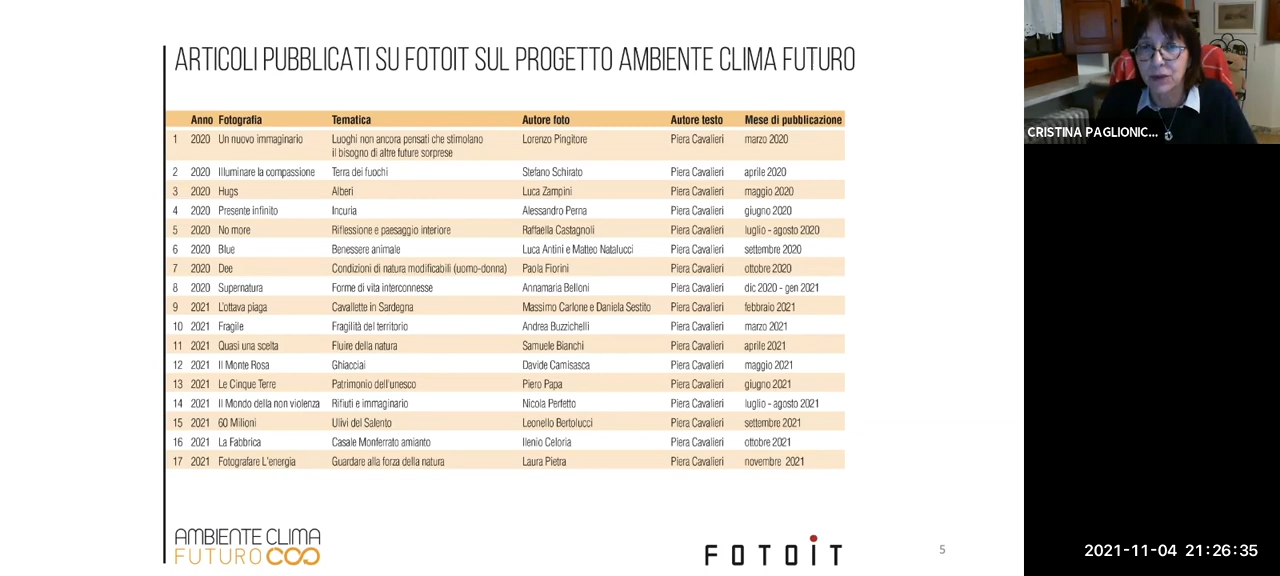 ARTICOLI PUBBLICATI SU FOTOIT SUL PROGETTO AMBIENTE CLIMA FUTURO
Anno Fotografia Tematica Autore foto Autore testo Mese di pubblicazione
1 2020 Un nuovo immaginario Luoghi non ancora pensati che stimolano Lorenzo Pingitore Piera Cavalieri marzo 2020
il bisogno di altre future sorprese
2 2020 Illuminare la compassione Terra dei fuochi Stefano Schirato Piera Cavalieri aprile 2020
3 2020 Hugs Alberi Luca Zampini Piera Cavalieri maggio 2020
4 2020 Presente infinito Incuria Alessandro Perna Piera Cavalieri giugno 2020
5 2020 No more Riflessione e paesaggio interiore Raffaella Castagnoli Piera Cavalieri luglio - agosto 2020
6 2020 Blue Benessere animale Luca Antini e Matteo Natalucci Piera Cavalieri settembre 2020
7 2020 Dee Condizioni di natura modificabili (uomo-donna) Paola Fiorini Piera Cavalieri ottobre 2020
8 2020 Supernatura Forme di vita interconnesse Annamaria Belloni Piera Cavalieri dic 2020 - gen 2021
9 2021 L'ottava piaga Cavallette in Sardegna Massimo Carlone e Daniela Sestito Piera Cavalieri febbraio 2021
10 2021 Fragile Fragilità del territorio Andrea Buzzichelli Piera Cavalieri marzo 2021
11 2021 Quasi una scelta Fluire della natura Samuele Bianchi Piera Cavalieri aprile 2021
12 2021 Il Monte Rosa Ghiacciai Davide Camisasca Piera Cavalieri maggio 2021
13 2021 Le Cinque Terre Patrimonio dell'unesco Piero Papa Piera Cavalieri giugno 2021
14 2021 Il Mondo della non violenza Rifiuti e immaginario Nicola Perfetto Piera Cavalieri luglio - agosto 2021
15 2021 60 Milioni Ulivi del Salento Leonello Bertolucci Piera Cavalieri settembre 2021
16 2021 La Fabbrica Casale Monferrato amianto Ilenio Celoria Piera Cavalieri ottobre 2021
17 2021 Fotografare L'energia Guardare alla forza della natura Laura Pietra Piera Cavalieri novembre 2021
AMBIENTE CLIMA
FUTURO
FOTOIT
5
CRISTINA PAGLIONIC...
2021-11-04 21:26:35